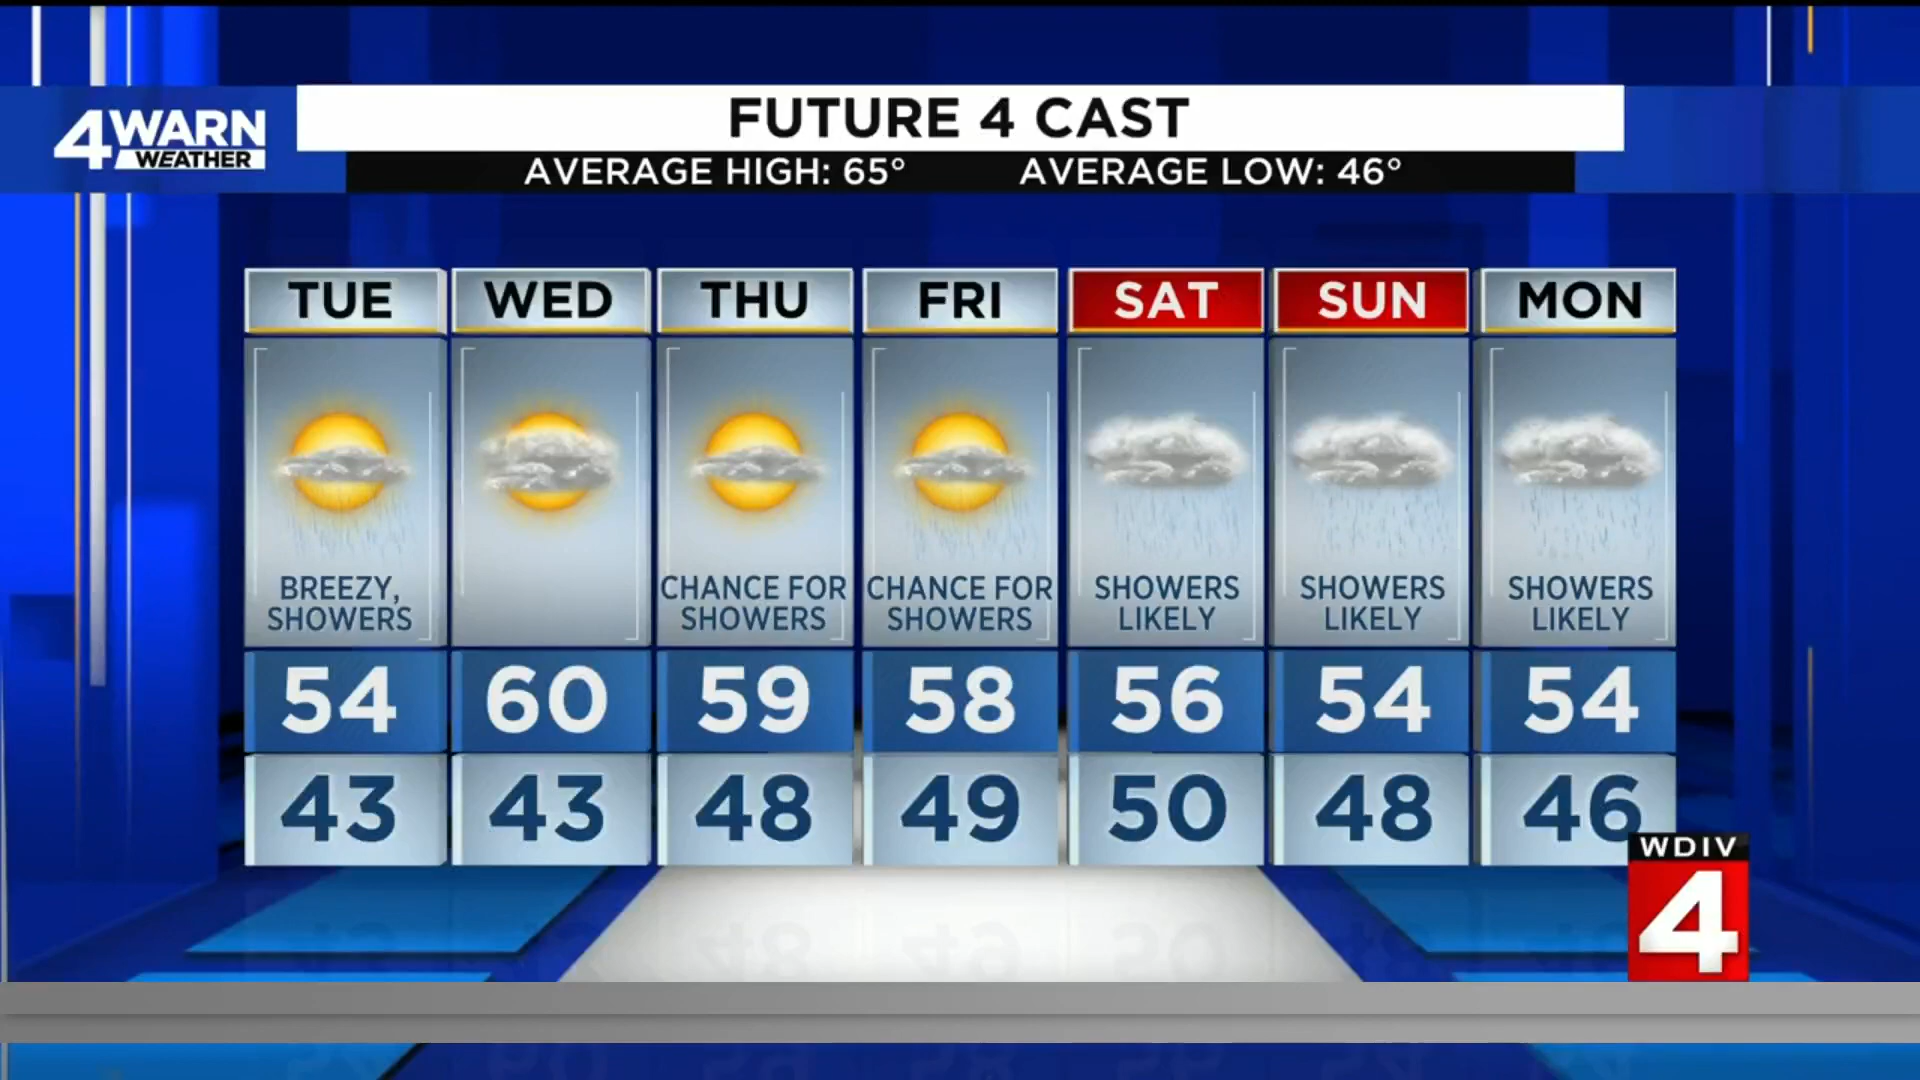 4WARN
WEATHER
FUTURE 4 CAST
AVERAGE HIGH: 65° AVERAGE LOW: 46°
TUE WED THU FRI SAT SUN MON
BREEZY, SHOWERS
CHANCE FOR SHOWERS
CHANCE FOR SHOWERS
SHOWERS LIKELY
SHOWERS LIKELY
SHOWERS LIKELY
54 60 59 58 56 54 54
43 43 48 49 50 48 46
WDIV
4